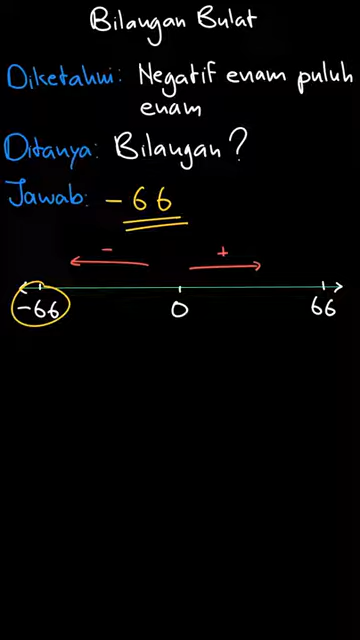 Bilangan Bulat
Diketahui: Negatif enam puluh
enam
Ditanya: Bilangan?
Jawab: -66
- +
-66 0 66